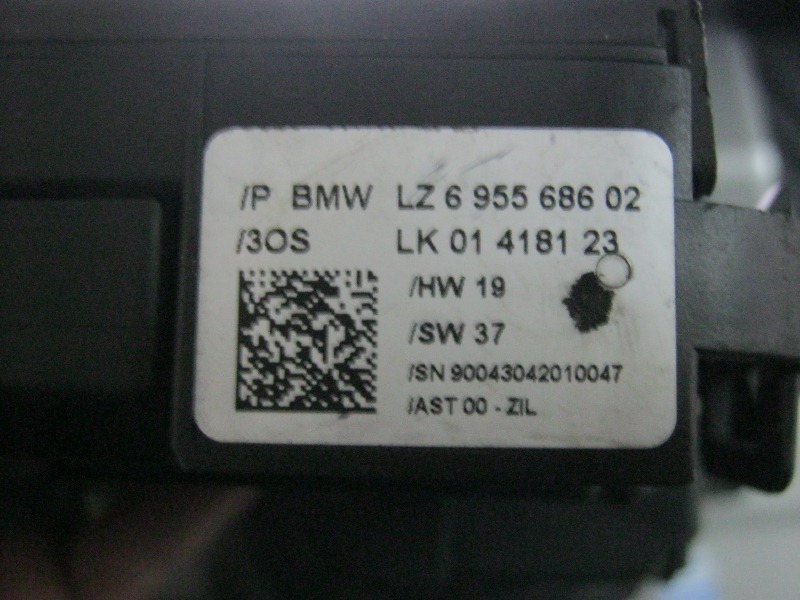 /P BMW LZ 6 955 686 02
/3OS LK 01 4181 23
/HW 19
/SW 37
/SN 90043042010047
/AST 00 - ZIL